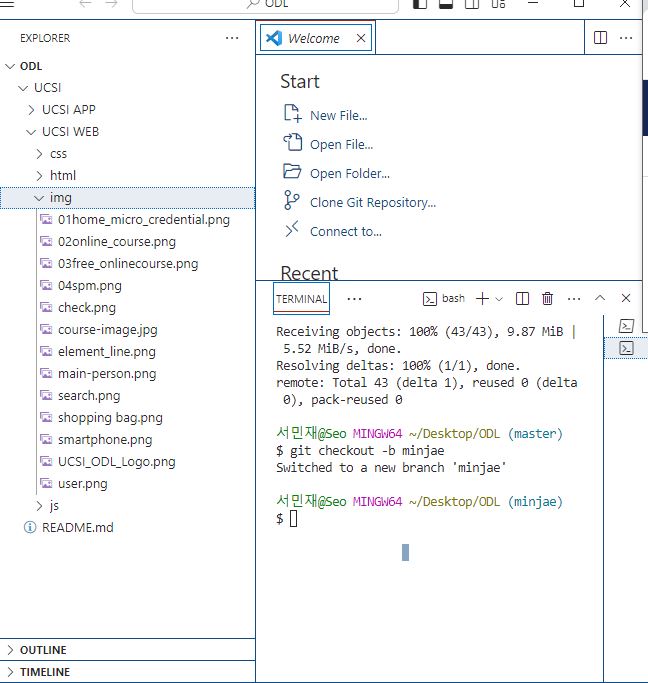 ODL
EXPLORER
ODL
UCSI
UCSI APP
UCSI WEB
css
html
img
01home_micro_credential.png
02online_course.png
03free_onlinecourse.png
04spm.png
check.png
course-image.jpg
element_line.png
main-person.png
search.png
shopping bag.png
smartphone.png
UCSI_ODL_Logo.png
user.png
js
README.md
OUTLINE
TIMELINE
Welcome
Start
New File...
Open File...
Open Folder...
Clone Git Repository...
Connect to...
Recent
TERMINAL
bash
Receiving objects: 100% (43/43), 9.87 MiB |
5.52 MiB/s, done.
Resolving deltas: 100% (1/1), done.
remote: Total 43 (delta 1), reused 0 (delta
0), pack-reused 0
서민재@Seo MINGW64 ~/Desktop/ODL (master)
$ git checkout -b minjae
Switched to a new branch 'minjae'
서민재@Seo MINGW64 ~/Desktop/ODL (minjae)
$